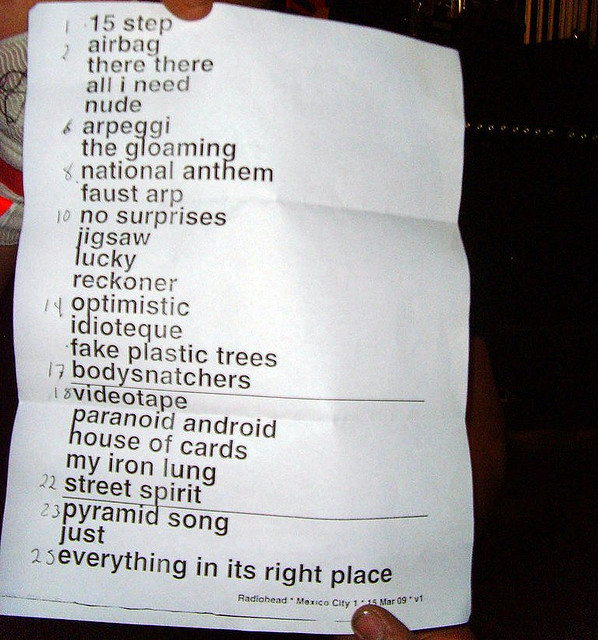 1 15 step
2 airbag
there there
all i need
nude
6 arpeggi
the gloaming
8 national anthem
faust arp
10 no surprises
jigsaw
lucky
reckoner
14 optimistic
idioteque
fake plastic trees
17 bodysnatchers
18 videotape
paranoid android
house of cards
my iron lung
22 street spirit
23 pyramid song
just
25 everything in its right place
Radiohead * Mexico City 1 * 15 Mar 09 * v1